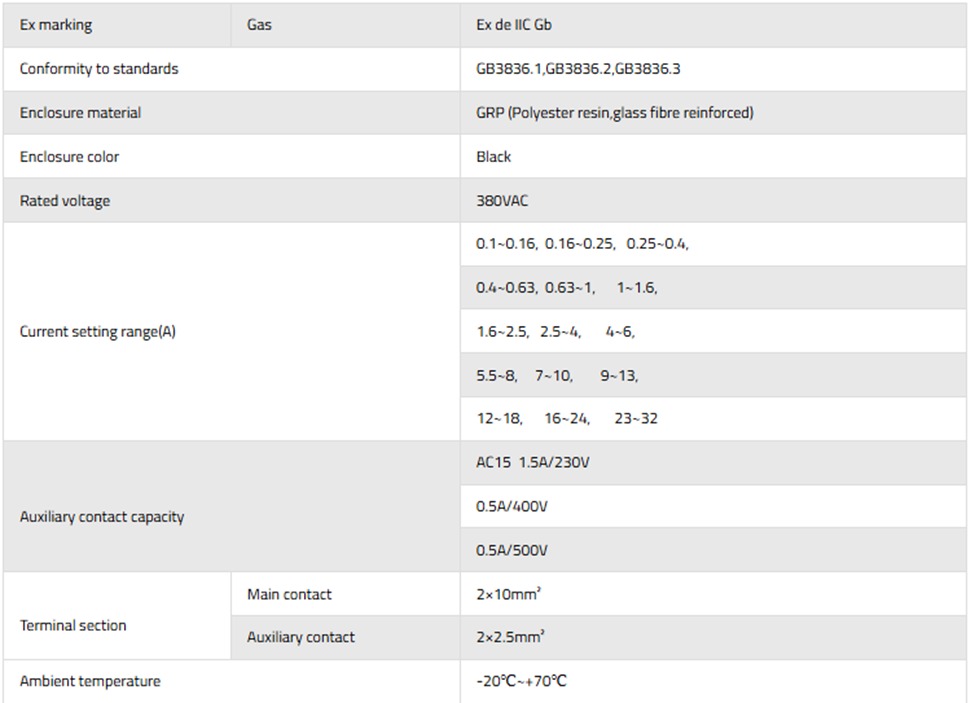 Ex marking Gas Ex de IIC Gb
Conformity to standards GB3836.1,GB3836.2,GB3836.3
Enclosure material GRP (Polyester resin,glass fibre reinforced)
Enclosure color Black
Rated voltage 380VAC
0.1~0.16, 0.16~0.25, 0.25~0.4,
0.4~0.63, 0.63~1, 1~1.6,
Current setting range(A) 1.6~2.5, 2.5~4, 4~6,
5.5~8, 7~10, 9~13,
12~18, 16~24, 23~32
AC15 1.5A/230V
0.5A/400V
Auxiliary contact capacity
0.5A/500V
Main contact 2×10mm²
Terminal section
Auxiliary contact 2×2.5mm²
Ambient temperature -20℃~+70℃